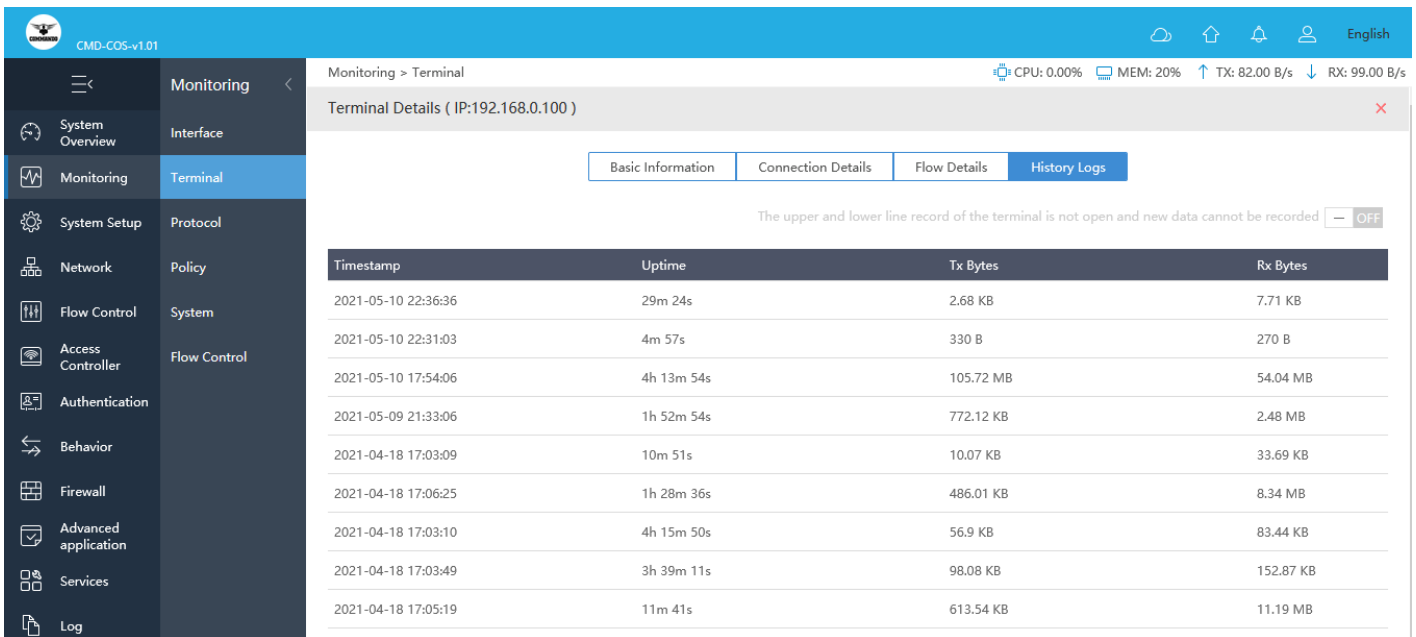 COMMANDO
CMD-COS-v1.01
English
Monitoring
Monitoring > Terminal
CPU: 0.00% MEM: 20% TX: 82.00 B/s RX: 99.00 B/s
Terminal Details ( IP:192.168.0.100 )
System
Overview
Monitoring
System Setup
Network
Flow Control
Access
Controller
Authentication
Behavior
Firewall
Advanced
application
Services
Log
Interface
Terminal
Protocol
Policy
System
Flow Control
Basic Information Connection Details Flow Details History Logs
The upper and lower line record of the terminal is not open and new data cannot be recorded OFF
Timestamp Uptime Tx Bytes Rx Bytes
2021-05-10 22:36:36 29m 24s 2.68 KB 7.71 KB
2021-05-10 22:31:03 4m 57s 330 B 270 B
2021-05-10 17:54:06 4h 13m 54s 105.72 MB 54.04 MB
2021-05-09 21:33:06 1h 52m 54s 772.12 KB 2.48 MB
2021-04-18 17:03:09 10m 51s 10.07 KB 33.69 KB
2021-04-18 17:06:25 1h 28m 36s 486.01 KB 8.34 MB
2021-04-18 17:03:10 4h 15m 50s 56.9 KB 83.44 KB
2021-04-18 17:03:49 3h 39m 11s 98.08 KB 152.87 KB
2021-04-18 17:05:19 11m 41s 613.54 KB 11.19 MB